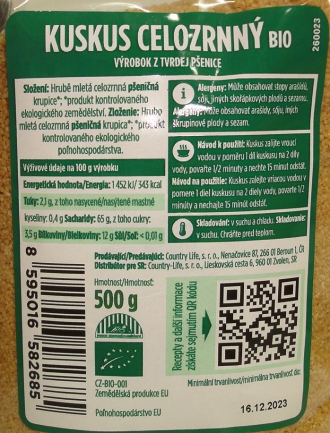 KUSKUS CELOZRNNÝ BIO
VÝROBOK Z TVRDEJ PŠENICE
260023
Složení: Hrubě mletá celozrnná pšeničná
krupice*; *produkt kontrolovaného
ekologického zemědělství. Zloženie: Hrubo
mletá celozrnná pšeničná krupica*; *produkt
kontrolovaného ekologického
poľnohospodárstva.
Výživové údaje na 100 g výrobku
Energetická hodnota/Energia: 1 452 kJ/ 343 kcal
Tuky: 2,1 g, z toho nasycené/nasýtené mastné
kyseliny: 0,4 g Sacharidy: 65 g, z toho cukry:
3,5 g Bílkoviny/Bielkoviny: 12 g Sůl/Soľ: < 0,01 g
Alergeny: Může obsahovat stopy arašídů,
sóji, jiných skořápkových plodů a sezamu.
Alergény: Môže obsahovať arašidy, sóju, iných
škrupinové plody a sezam.
Návod k použití: Kuskus zalijte vroucí
vodou v poměru 1 díl kuskusu na 2 díly
vody, povařte 1/2 minuty a nechte 15 minut odstát.
Návod na použitie: Kuskus zalejte vriacou vodou v
pomere 1 diel kuskusu na 2 diely vody, povarte 1/2
minúty a nechajte 15 minút odstáť.
Skladování: v suchu a chladu. Skladovanie:
v suchu. Chráňte pred teplom.
Prodávající/Predávajúci: Country Life, s. r. o., Nenačovice 87, 266 01 Beroun 1, ČR
Distribútor pre SR: Country-Life, s. r. o., Lieskovská cesta 6, 960 01 Zvolen, SR
Hmotnost/Hmotnosť:
500 g
CZ-BIO-001
Zemědělská produkce EU
Poľnohospodárstvo EU
Recepty a další informace
získáte sejmutím QR kódu
Minimální trvanlivost/minimálna trvanlivosť do:
16.12.2023
8 595016 582685